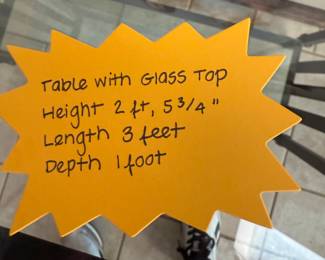 Table with Glass Top
Height 2 ft, 5 3/4 "
Length 3 feet
Depth 1 foot